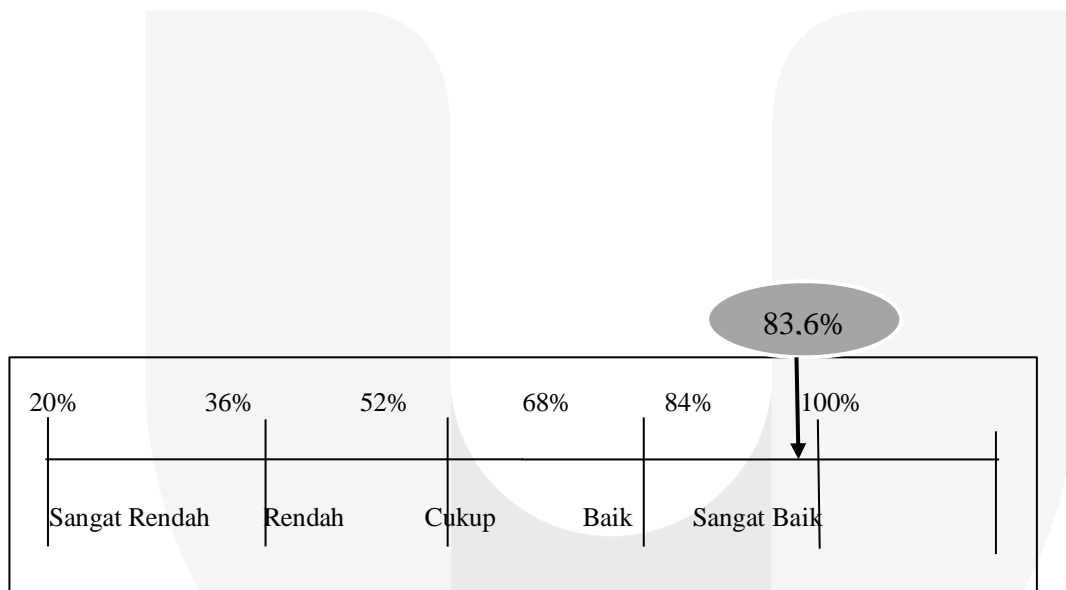 83,6%
20% 36% 52% 68% 84% 100%
Sangat Rendah Rendah Cukup Baik Sangat Baik